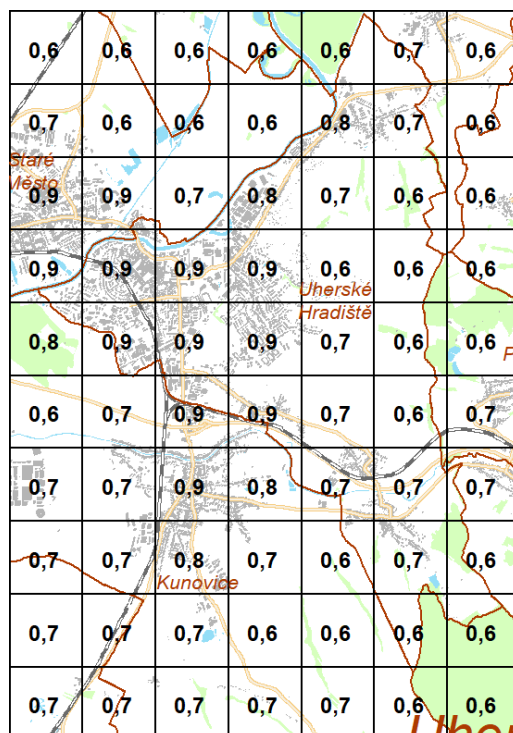 0,6 0,6 0,6 0,6 0,6 0,7 0,6
0,7 0,6 0,6 0,6 0,8 0,7 0,6
Staré
Město
0,9 0,9 0,7 0,8 0,7 0,6 0,6
0,9 0,9 0,9 0,9 0,6 0,6 0,6
Uherské
Hradiště
0,8 0,9 0,9 0,9 0,7 0,6 0,6
P
0,6 0,7 0,9 0,9 0,7 0,6 0,7
0,7 0,7 0,9 0,8 0,7 0,7 0,7
0,7 0,7 0,8 0,7 0,6 0,7 0,6
Kunovice
0,7 0,7 0,7 0,6 0,6 0,6 0,6
0,7 0,7 0,7 0,7 0,7 0,6 0,6
Uher